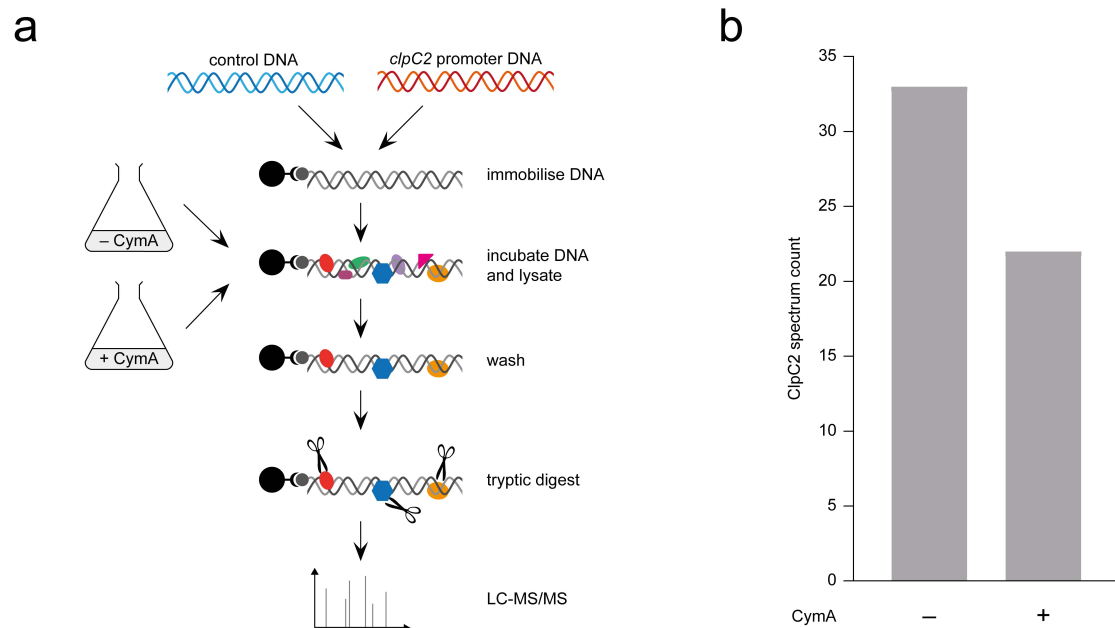 a
control DNA
clpC2 promoter DNA
immobilise DNA
– CymA
incubate DNA
and lysate
+ CymA
wash
tryptic digest
LC-MS/MS
b
35
30
25
20
15
10
5
0
ClpC2 spectrum count
CymA – +